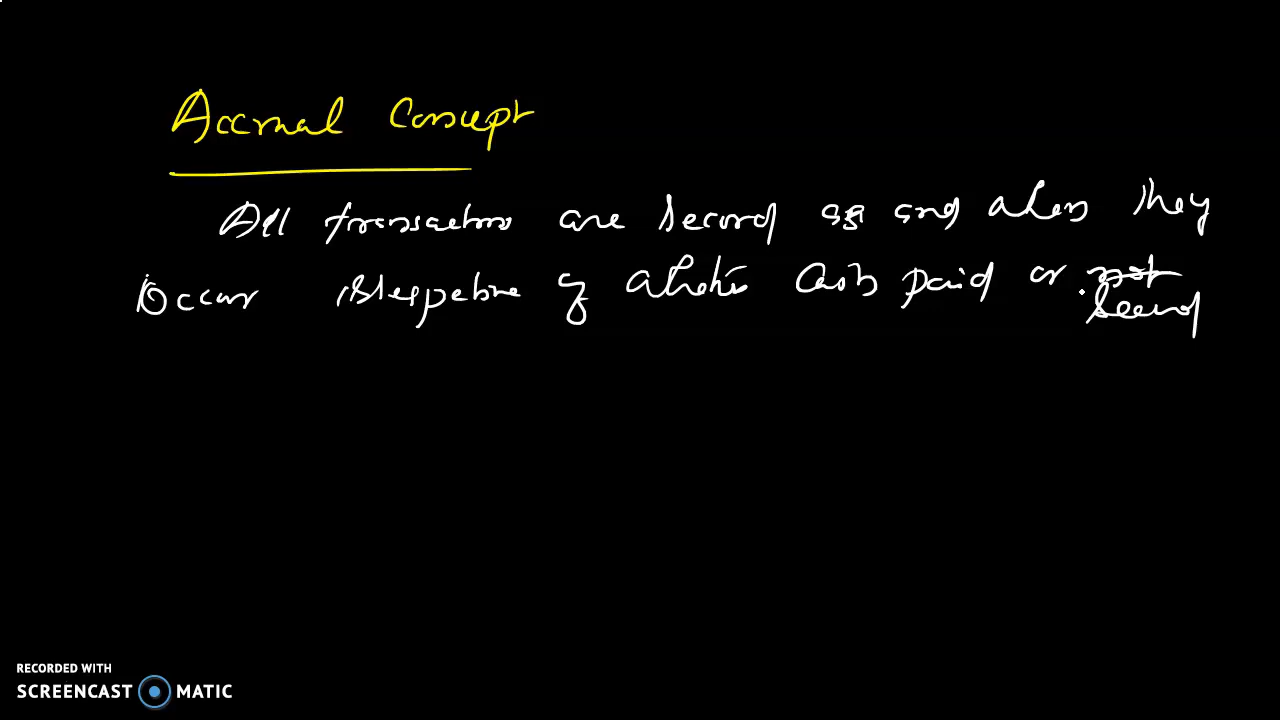 Accrual Concept
All transactions are record as and when they
Occur irrespective of whether Cash paid or not
received
RECORDED WITH
SCREENCAST MATIC